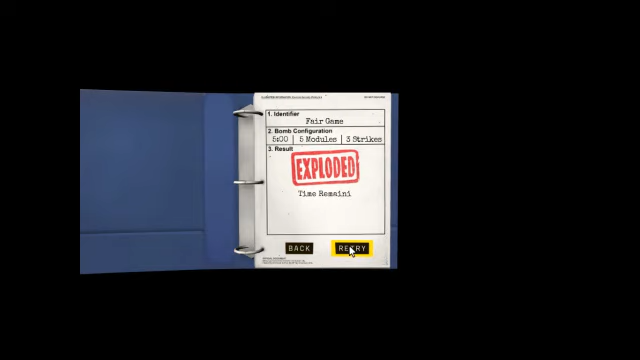 1. Identifier
Fair Game
2. Bomb Configuration
5:00 | 5 Modules | 3 Strikes
3. Result
EXPLODED
Time Remaini
BACK
RETRY